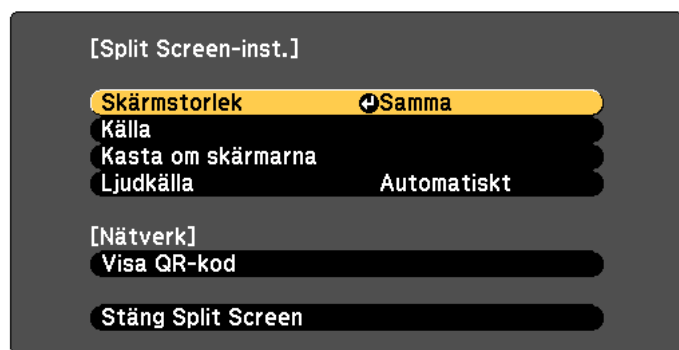 [Split Screen-inst.]
Skärmstorlek Samma
Källa
Kasta om skärmarna
Ljudkälla Automatiskt
[Nätverk]
Visa QR-kod
Stäng Split Screen